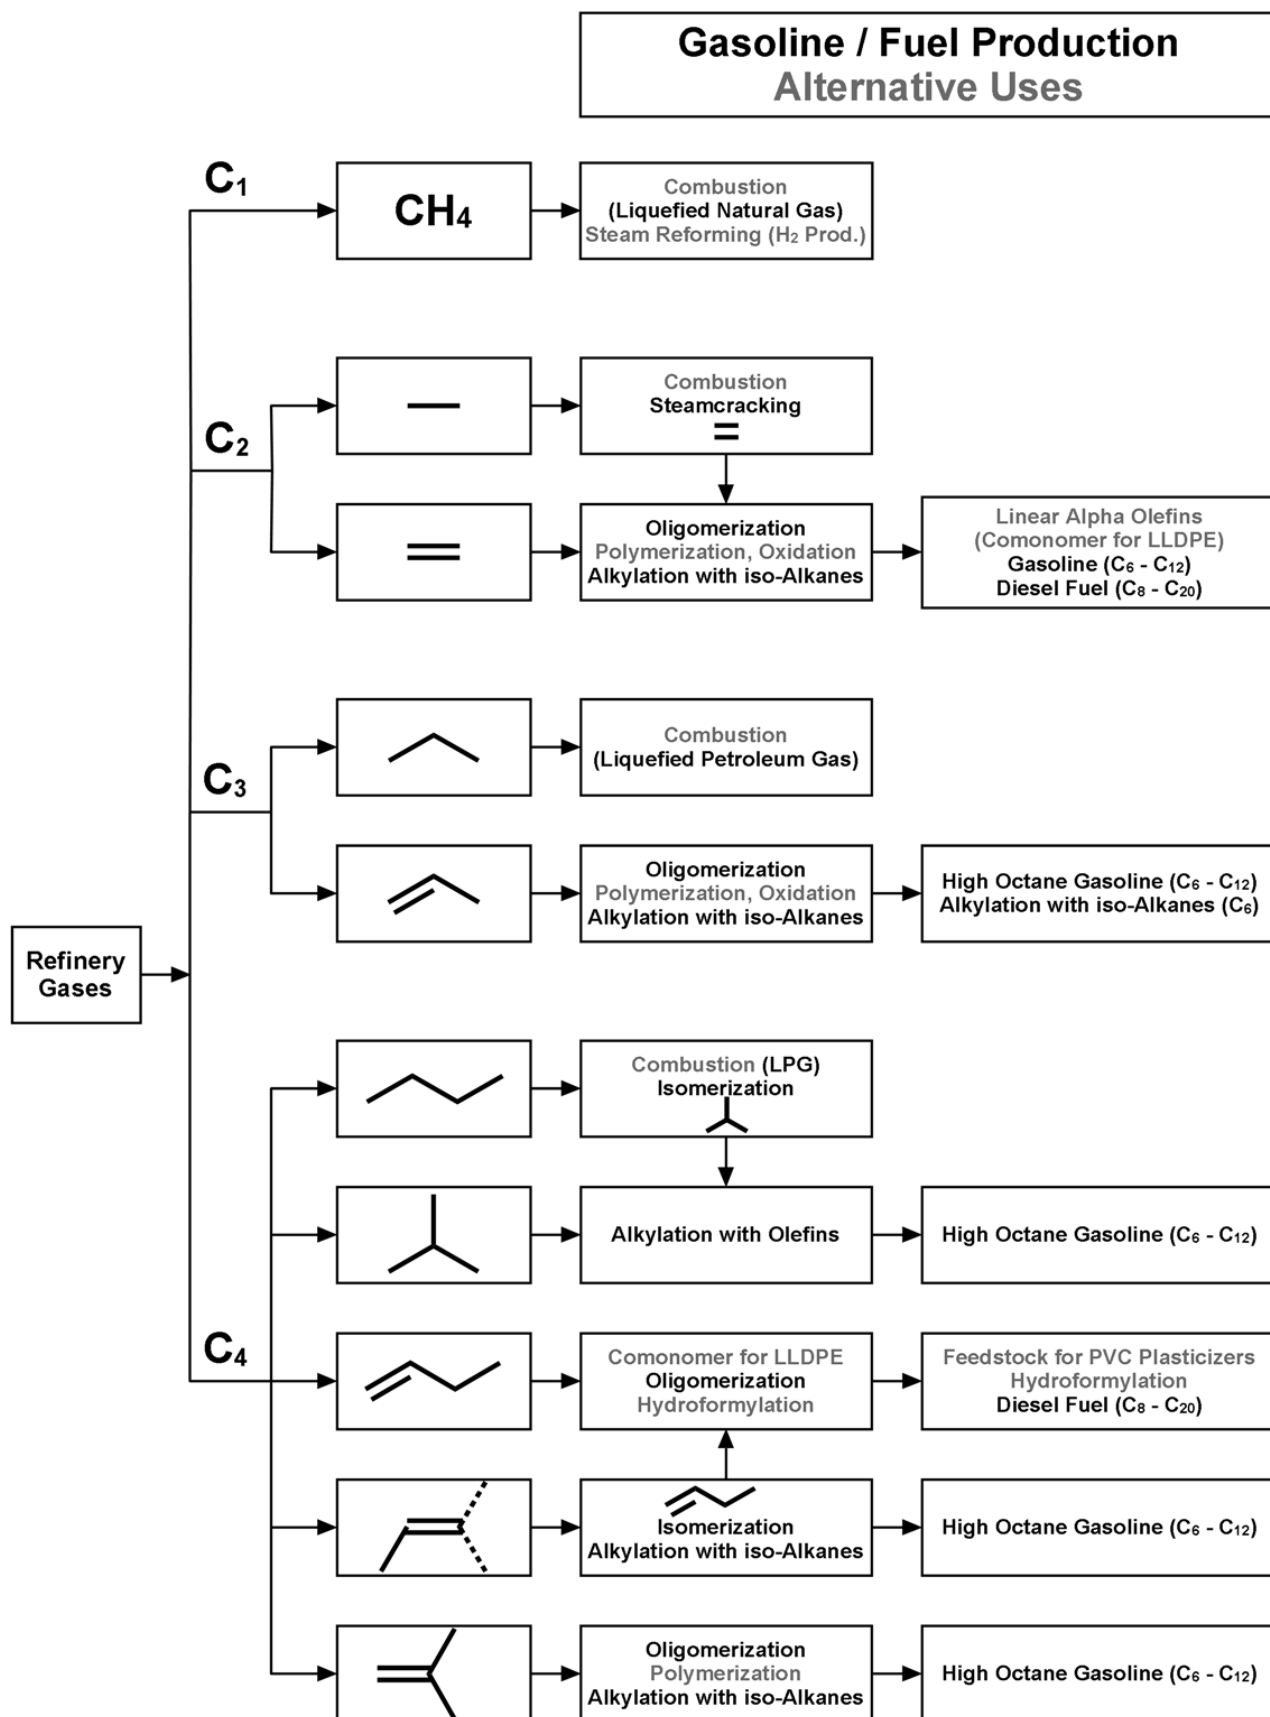 Gasoline / Fuel Production
Alternative Uses
C₁
CH₄
Combustion
(Liquefied Natural Gas)
Steam Reforming (H₂ Prod.)
C₂
Combustion
Steamcracking
Oligomerization
Polymerization, Oxidation
Alkylation with iso-Alkanes
Linear Alpha Olefins
(Comonomer for LLDPE)
Gasoline (C₆ - C₁₂)
Diesel Fuel (C₈ - C₂₀)
C₃
Combustion
(Liquefied Petroleum Gas)
Oligomerization
Polymerization, Oxidation
Alkylation with iso-Alkanes
High Octane Gasoline (C₆ - C₁₂)
Alkylation with iso-Alkanes (C₆)
Refinery
Gases
Combustion (LPG)
Isomerization
Alkylation with Olefins
High Octane Gasoline (C₆ - C₁₂)
C₄
Comonomer for LLDPE
Oligomerization
Hydroformylation
Feedstock for PVC Plasticizers
Hydroformylation
Diesel Fuel (C₈ - C₂₀)
Isomerization
Alkylation with iso-Alkanes
High Octane Gasoline (C₆ - C₁₂)
Oligomerization
Polymerization
Alkylation with iso-Alkanes
High Octane Gasoline (C₆ - C₁₂)